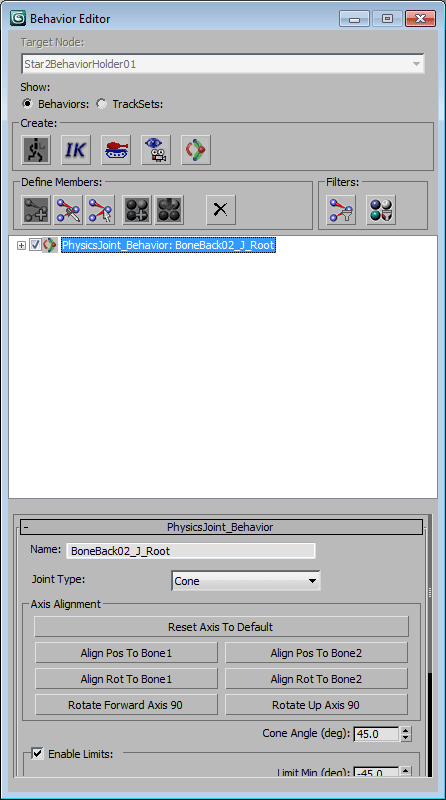 Behavior Editor
Target Node:
Star2BehaviorHolder01
Show:
Behaviors: TrackSets:
Create:
IK
Define Members: Filters:
PhysicsJoint_Behavior: BoneBack02_J_Root
- PhysicsJoint_Behavior
Name: BoneBack02_J_Root
Joint Type: Cone
Axis Alignment
Reset Axis To Default
Align Pos To Bone1 Align Pos To Bone2
Align Rot To Bone1 Align Rot To Bone2
Rotate Forward Axis 90 Rotate Up Axis 90
Cone Angle (deg): 45.0
Enable Limits:
Limit Min (deg): -45.0